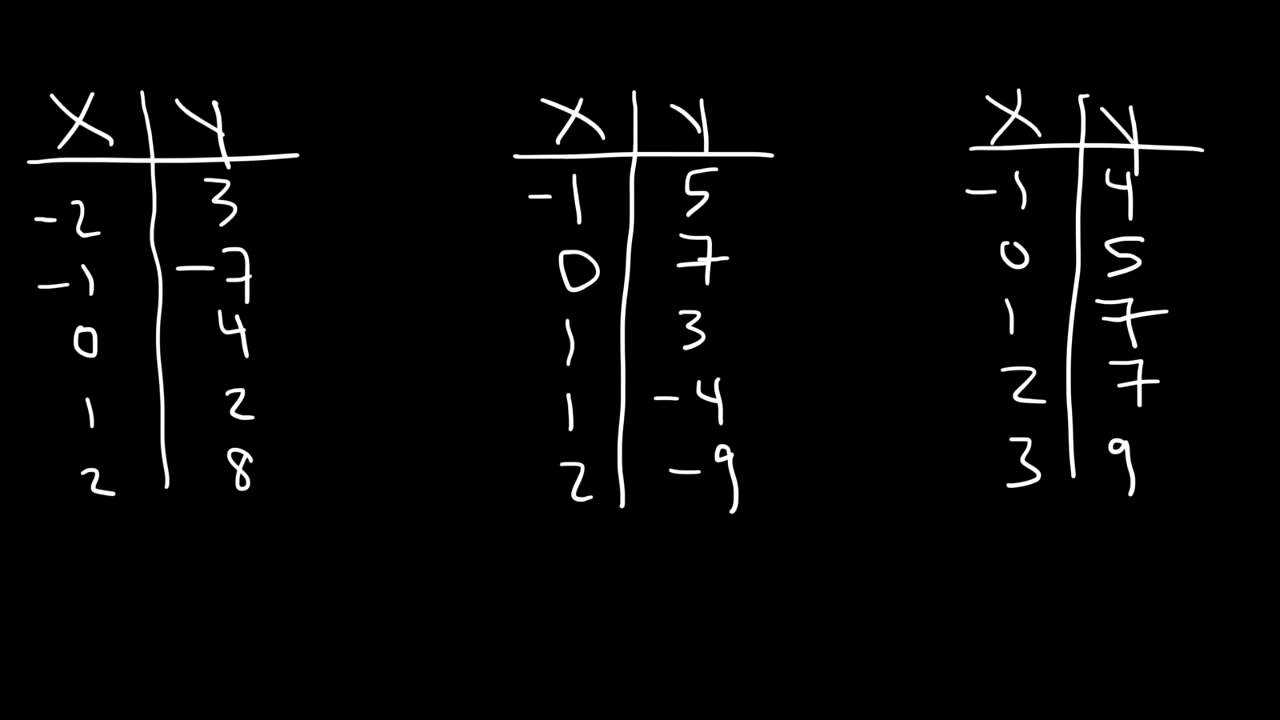 X Y X Y X Y
-2 3 -1 5 -1 4
-1 -7 0 7 0 5
0 4 1 3 1 7
1 2 1 -4 2 7
2 8 2 -9 3 9